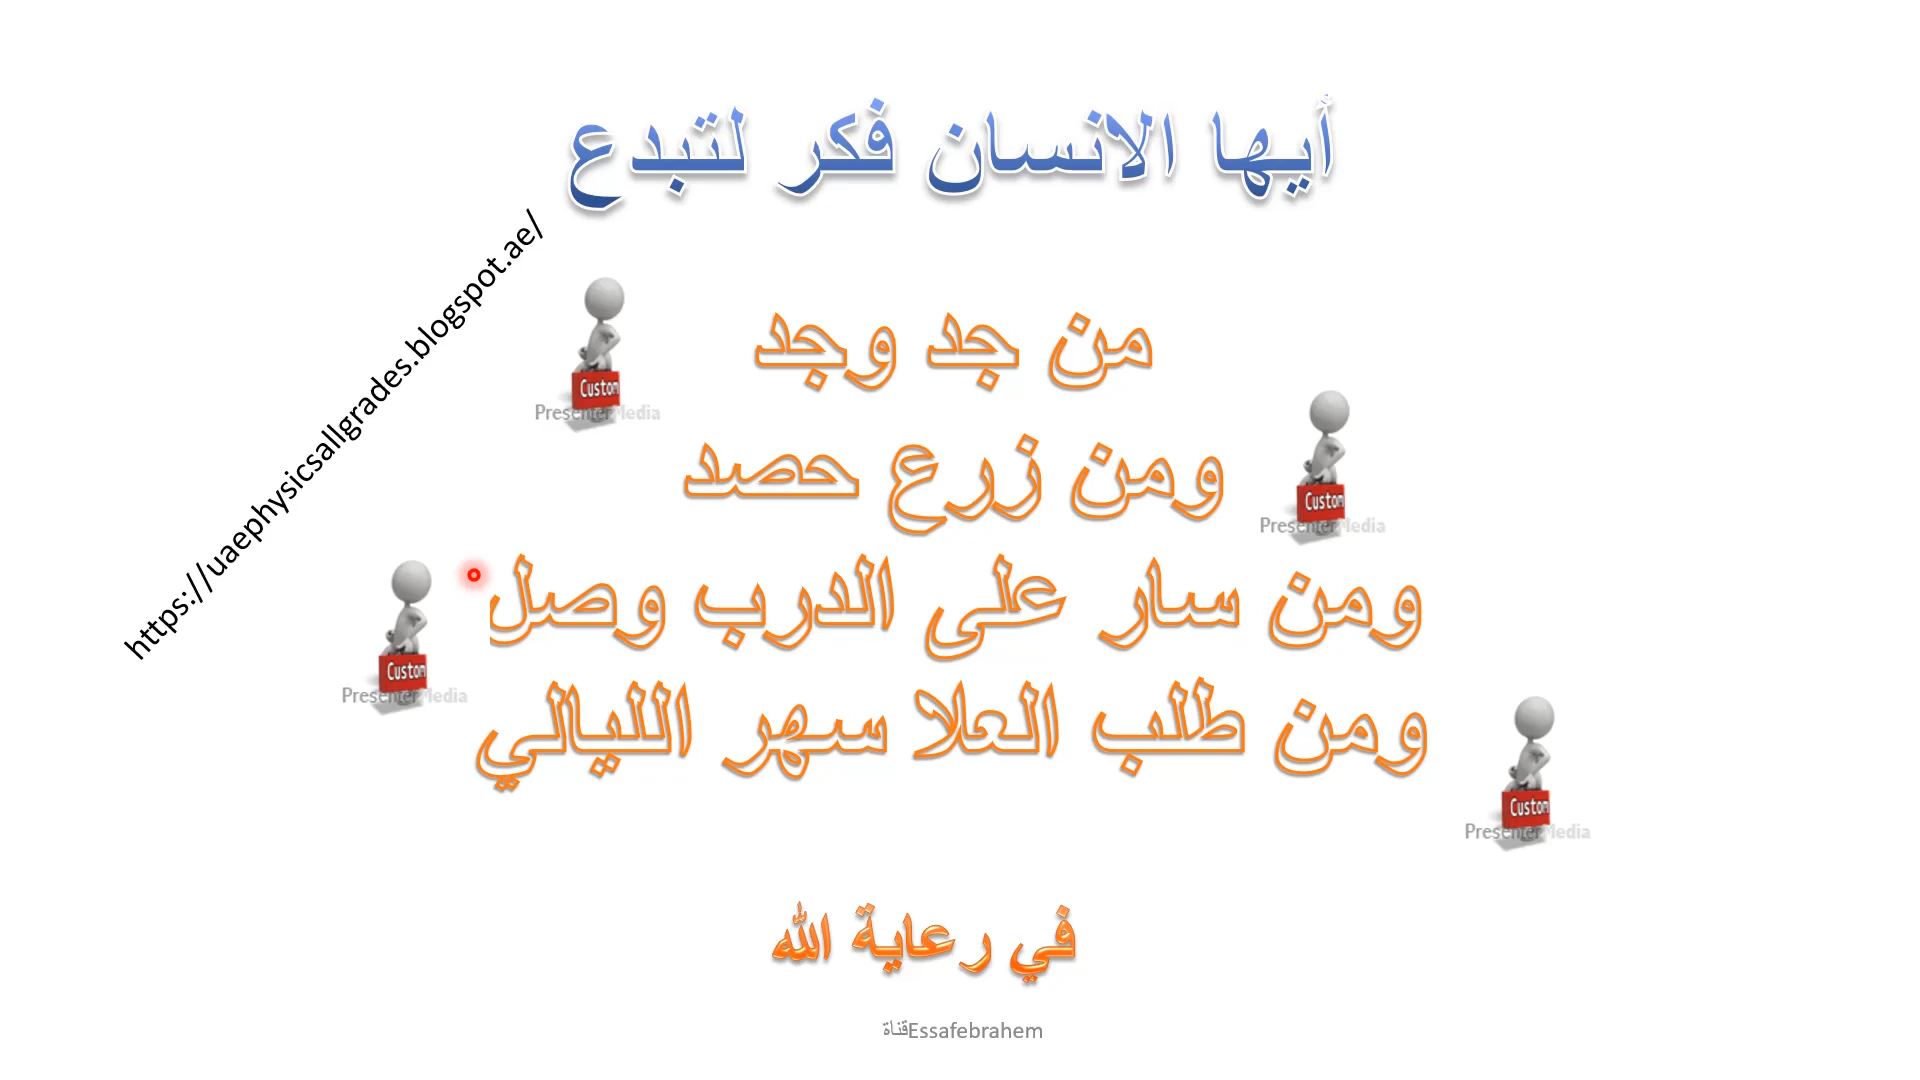 أيها الانسان فكر لتبدع
https://uaephysicsallgrades.blogspot.ae/
من جد وجد
Custom
PresenterMedia
ومن زرع حصد
Custom
PresenterMedia
ومن سار على الدرب وصل
Custom
PresenterMedia
ومن طلب العلا سهر الليالي
Custom
PresenterMedia
في رعاية الله
قناةEssafebrahem